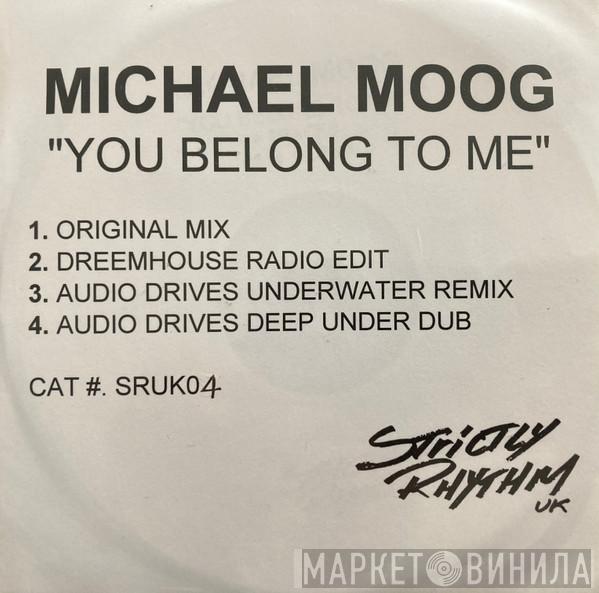 MICHAEL MOOG
"YOU BELONG TO ME"
1. ORIGINAL MIX
2. DREEMHOUSE RADIO EDIT
3. AUDIO DRIVES UNDERWATER REMIX
4. AUDIO DRIVES DEEP UNDER DUB
CAT #. SRUK04
STRICTLY
RHYTHM
UK
МАРКЕТ ВИНИЛА